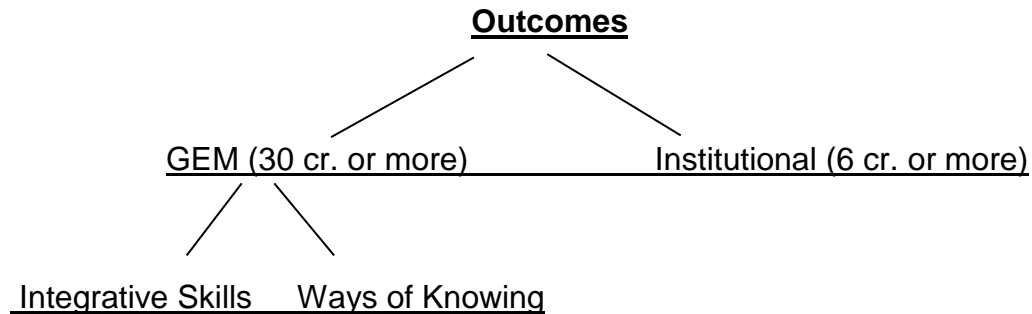 Outcomes
GEM (30 cr. or more) Institutional (6 cr. or more)
Integrative Skills Ways of Knowing